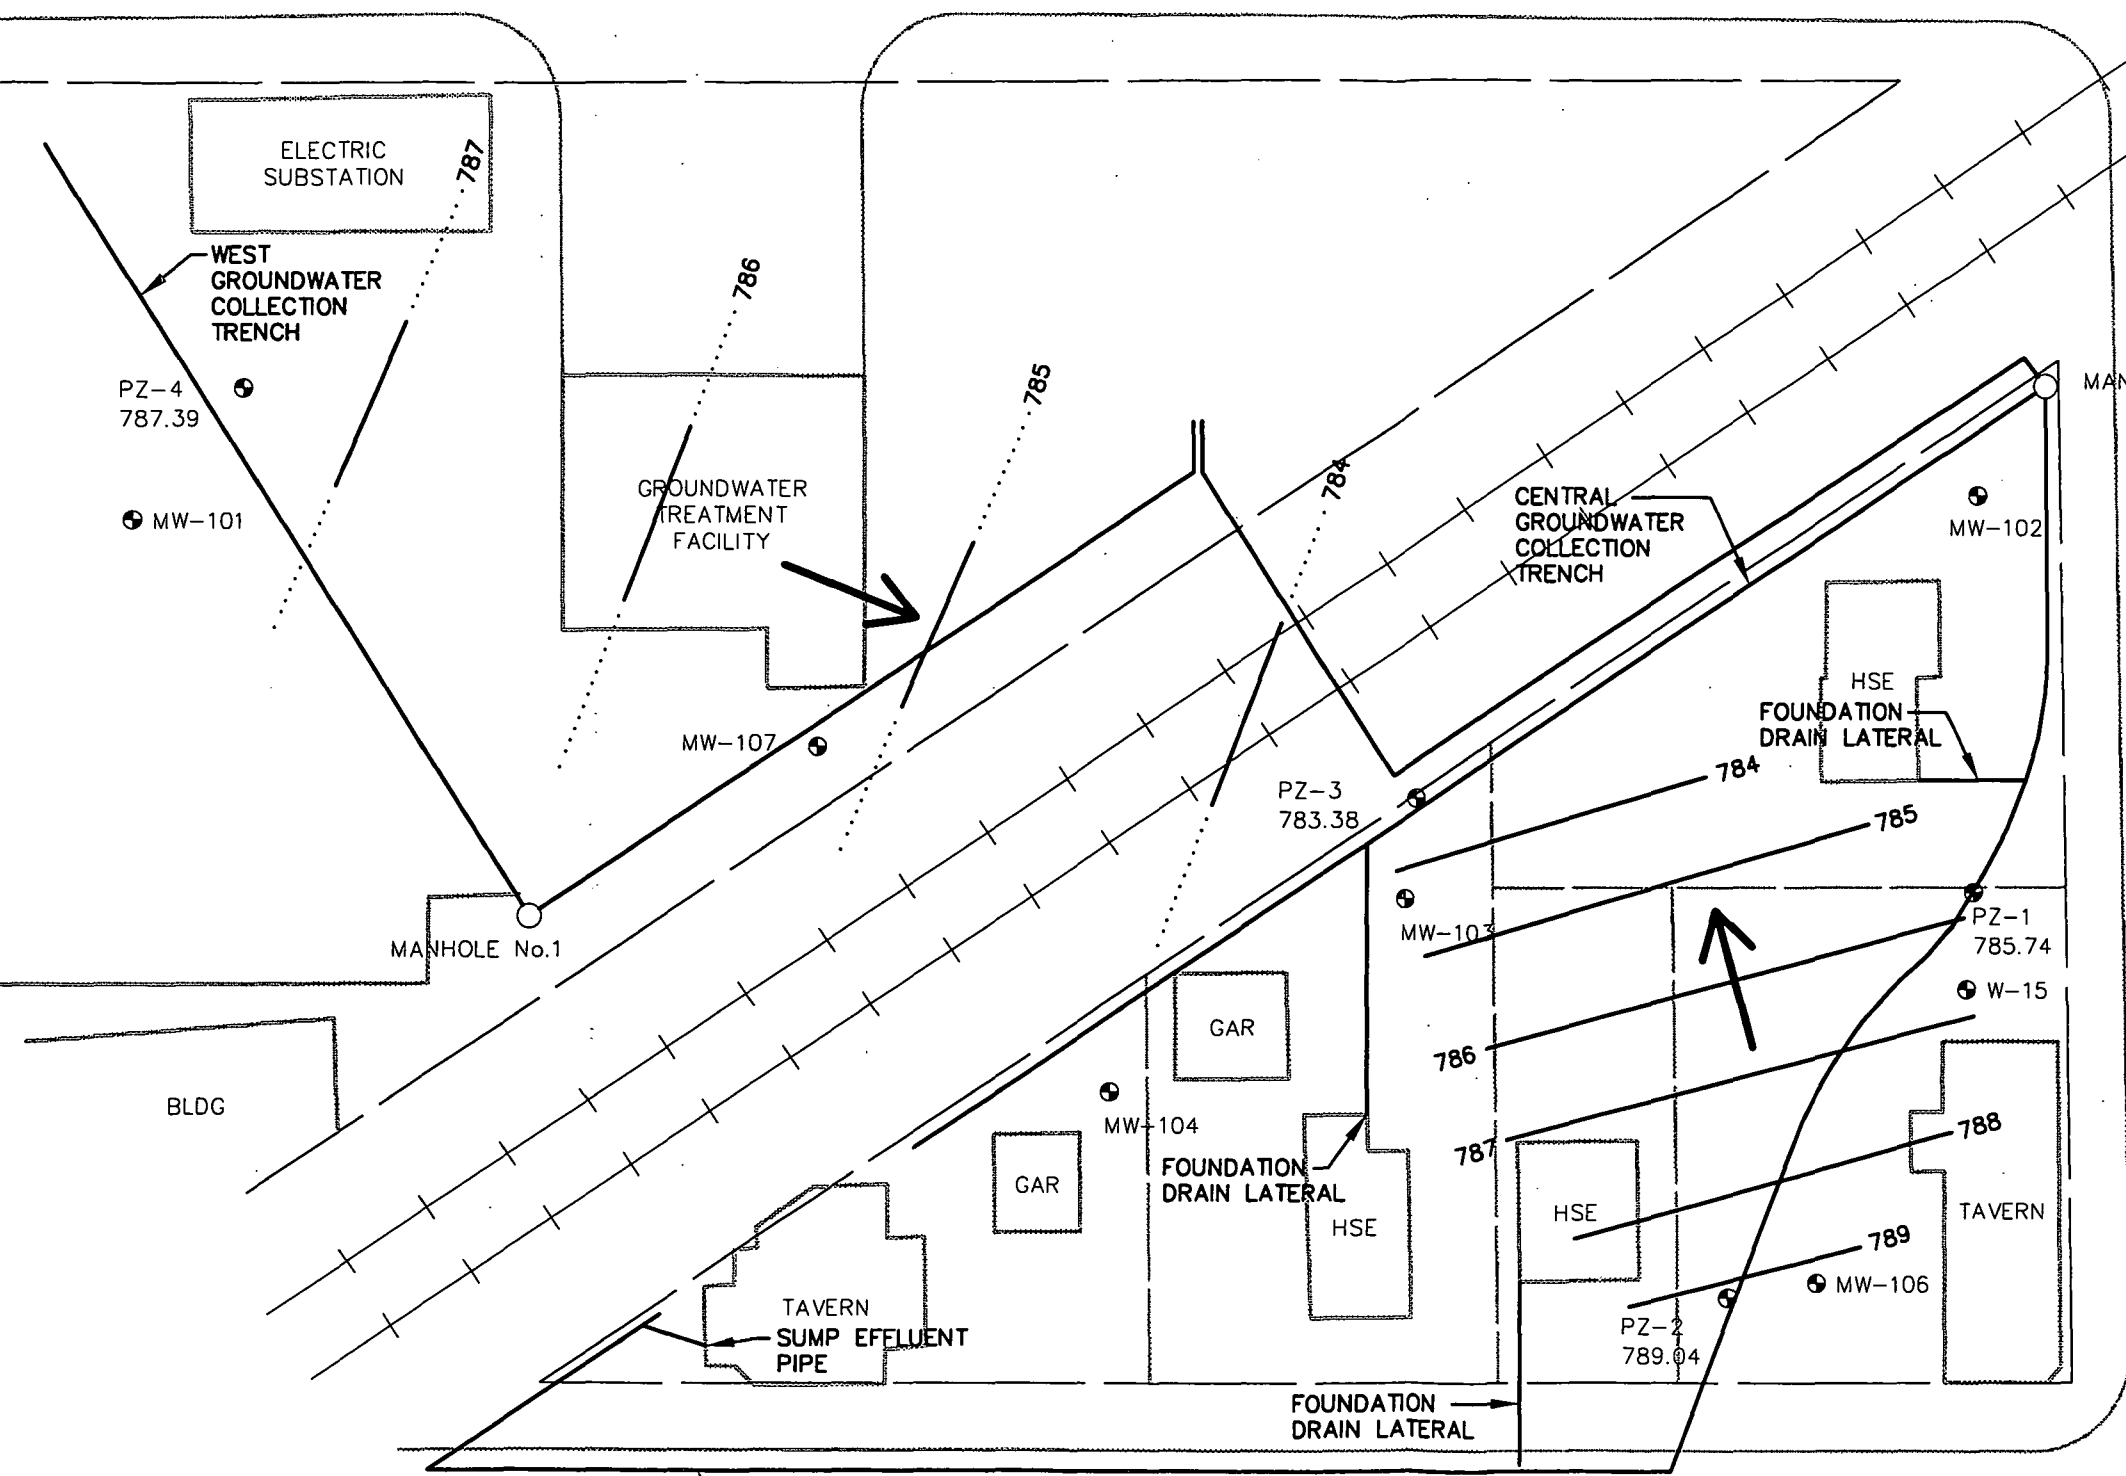 ELECTRIC
SUBSTATION
787
WEST
GROUNDWATER
COLLECTION
TRENCH
786
785
PZ-4
787.39
MW-101
GROUNDWATER
TREATMENT
FACILITY
784
CENTRAL
GROUNDWATER
COLLECTION
TRENCH
MAN
MW-102
HSE
FOUNDATION
DRAIN LATERAL
MW-107
PZ-3
783.38
784
785
MANHOLE No.1
MW-103
PZ-1
785.74
W-15
GAR
786
BLDG
MW-104
787
788
FOUNDATION
DRAIN LATERAL
GAR
HSE
HSE
TAVERN
789
MW-106
TAVERN
SUMP EFFLUENT
PIPE
PZ-2
789.04
FOUNDATION
DRAIN LATERAL